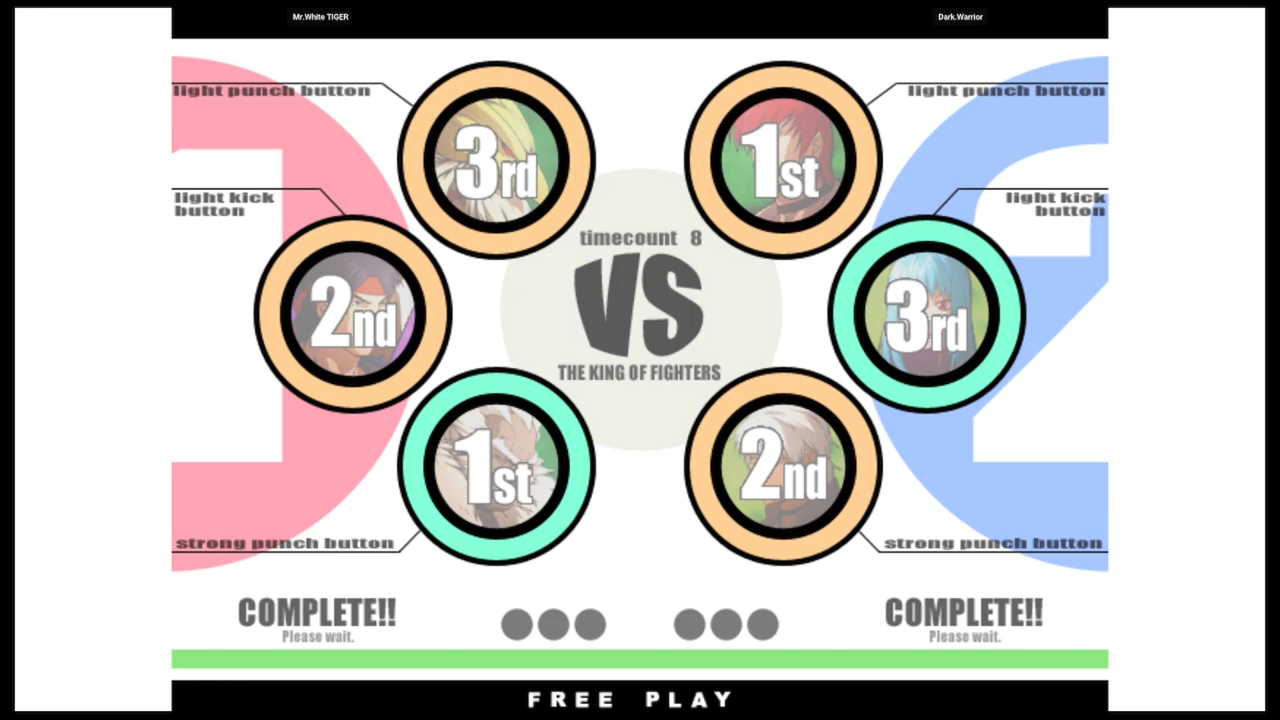 Mr.White TIGER
Dark.Warrior
light punch button
3rd
1st
light punch button
light kick
button
light kick
button
timecount 8
VS
THE KING OF FIGHTERS
2nd
3rd
1st
2nd
strong punch button
strong punch button
COMPLETE!!
Please wait.
COMPLETE!!
Please wait.
FREE PLAY